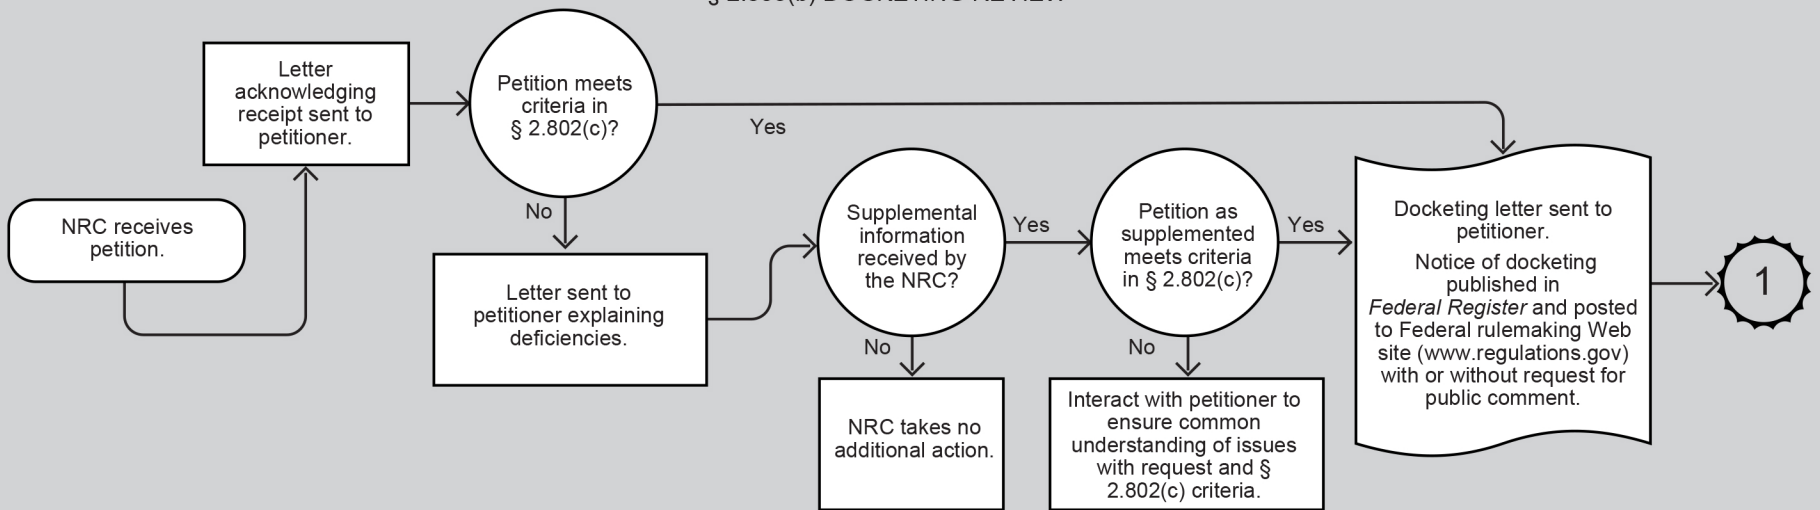 DOCKETING REVIEW
Letter
acknowledging
receipt sent to
petitioner.
Petition meets
criteria in
§ 2.802(c)?
Yes
NRC receives
petition.
No
Letter sent to
petitioner explaining
deficiencies.
Supplemental
information
received by
the NRC?
Yes
No
NRC takes no
additional action.
Petition as
supplemented
meets criteria
in § 2.802(c)?
Yes
No
Interact with petitioner to
ensure common
understanding of issues
with request and §
2.802(c) criteria.
Docketing letter sent to
petitioner.
Notice of docketing
published in
Federal Register and posted
to Federal rulemaking Web
site (www.regulations.gov)
with or without request for
public comment.
1